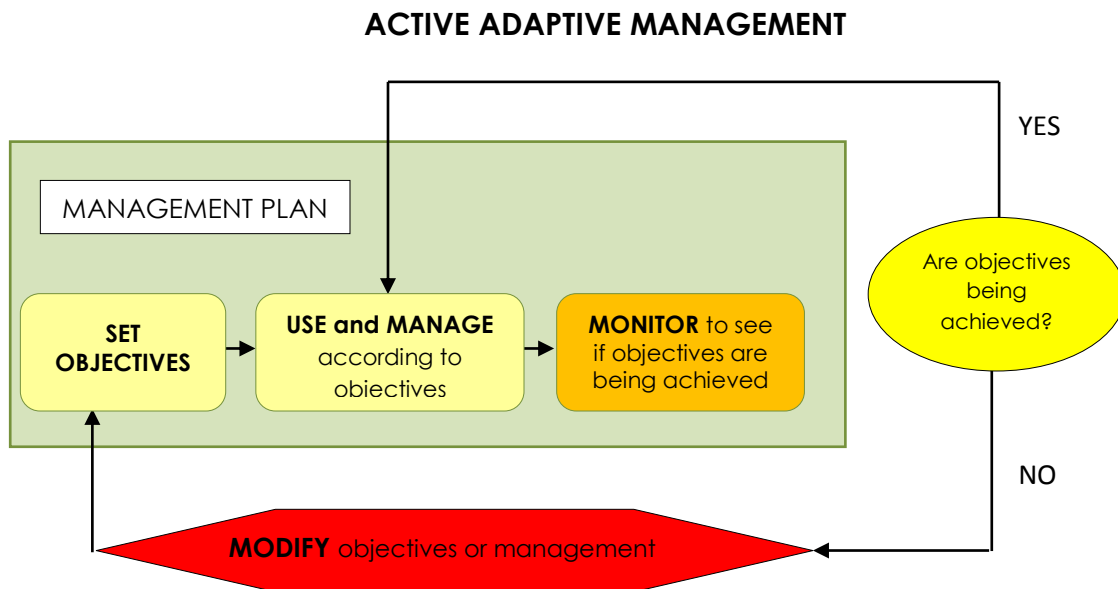 ACTIVE ADAPTIVE MANAGEMENT
YES
MANAGEMENT PLAN
Are objectives
being
achieved?
SET
OBJECTIVES
USE and MANAGE
according to
obiectives
MONITOR to see
if objectives are
being achieved
NO
MODIFY objectives or management